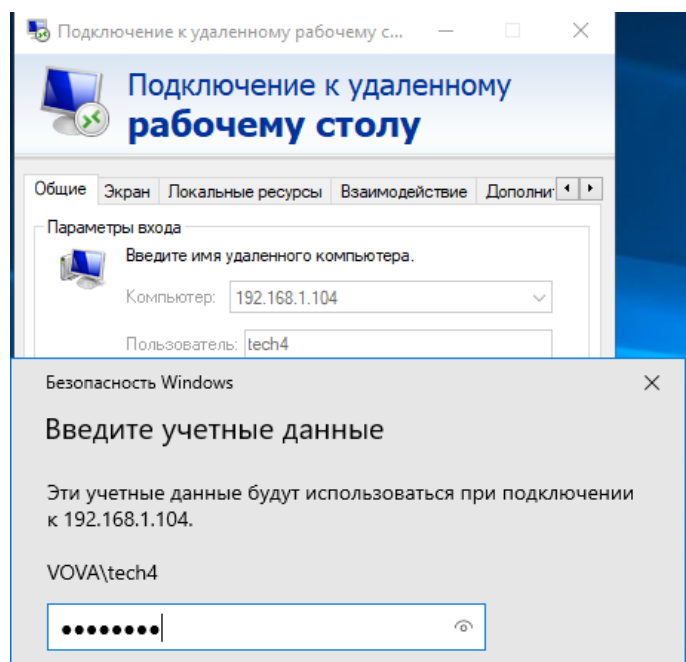 Подключение к удаленному рабочему с...
Подключение к удаленному
рабочему столу
Общие Экран Локальные ресурсы Взаимодействие Дополни
Параметры входа
Введите имя удаленного компьютера.
Компьютер: 192.168.1.104
Пользователь: tech4
Безопасность Windows
Введите учетные данные
Эти учетные данные будут использоваться при подключении
к 192.168.1.104.
VOVA\tech4